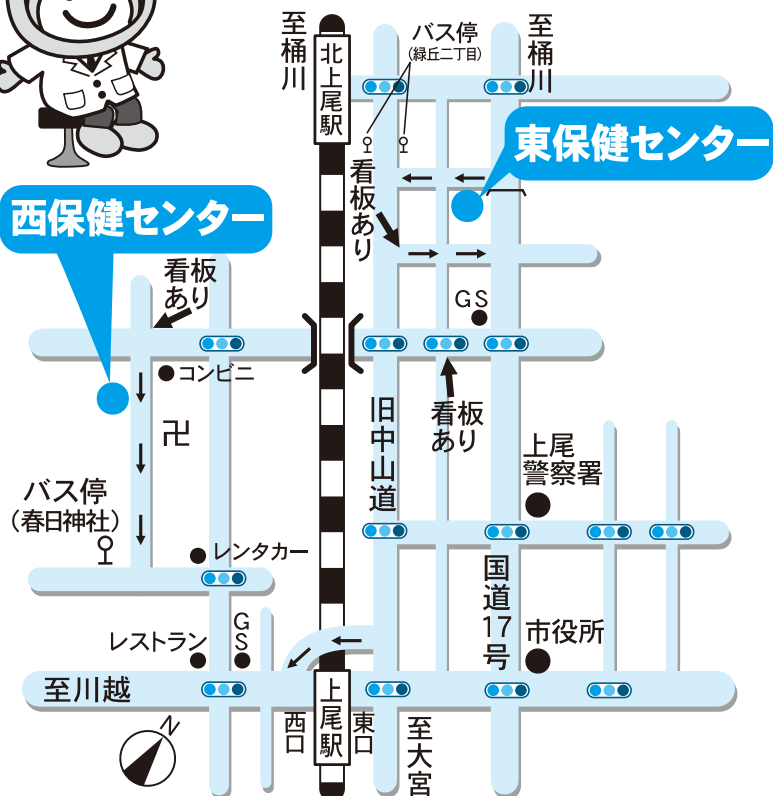 至桶川
北上尾駅
バス停
(緑丘二丁目)
至桶川
東保健センター
看板あり
西保健センター
看板
あり
GS
コンビニ
卍
旧中山道
看板
あり
上尾
警察署
バス停
(春日神社)
レンタカー
国道17号
市役所
レストラン
GS
至川越
上尾駅
西口
東口
至大宮
N